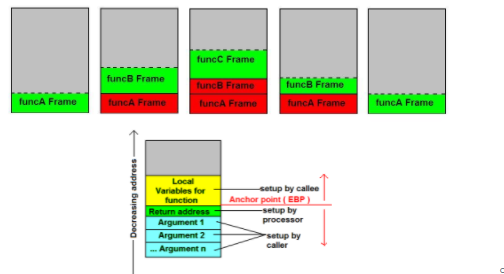 funcC Frame
funcB Frame
funcB Frame
funcB Frame
funcA Frame
funcA Frame
funcA Frame
funcA Frame
funcA Frame
Decreasing address
Local
Variables for
function
setup by callee
Anchor point ( EBP )
Return address
setup by
processor
Argument 1
Argument 2
setup by
caller
... Argument n